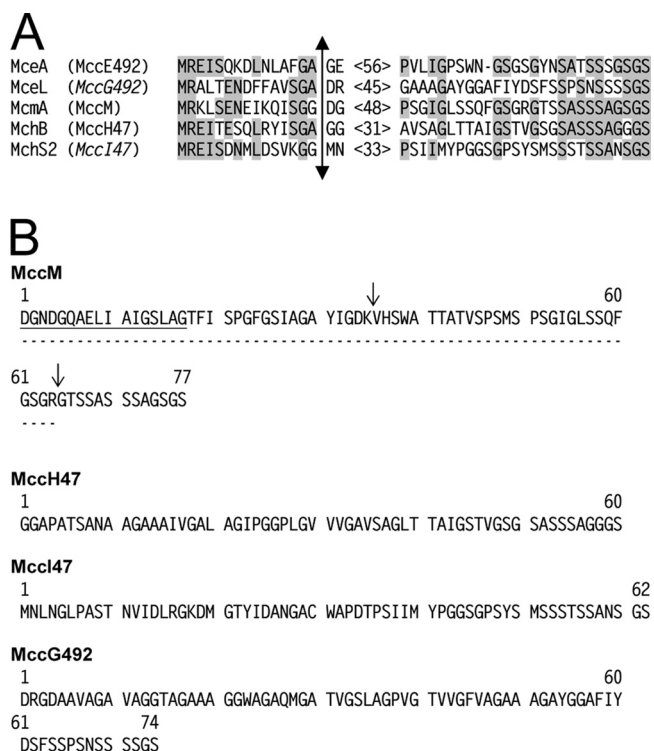 A
MceA (MccE492) MREISQKDLNLAFGA GE <56> PVLIGPSWN-GSGSGYNSATSSSGSGS
MceL (MccG492) MRALTENDFFAVSGA DR <45> GAAAGAYGGAFIYDSFSSPSNSSSSGS
McmA (MccM) MRKLSENEIKQISGG DG <48> PSGIGLSSQFGSGRGTSSASSSAGSGS
MchB (MccH47) MREITESQLRYISGA GG <31> AVSAGLTTAIGSTVGSGSASSSAGGGS
MchS2 (MccI47) MREISDNMLDSVKGG MN <33> PSIIMYPGGSGPSYSMSSSTSSANSGS
B
MccM
1 60
DGNDGQAELI AIGSLAGTFI SPGFGSIAGA YIGDKVHSWA TTATVSPSMS PSGIGLSSQF
61 77
GSGRGTSSAS SSAGSGS
MccH47
1 60
GGAPATSANA AGAAAIVGAL AGIPGGPLGV VVGAVSAGLT TAIGSTVGSG SASSSAGGGS
MccI47
1 62
MNLNGLPAST NVIDLRGKDM GTYIDANGAC WAPDTPSIIM YPGGSGPSYS MSSSTSSANS GS
MccG492
1 60
DRGDAAVAGA VAGGTAGAAA GGWAGAQMGA TVGSLAGPVG TVVGFVAGAA AGAYGGAFIY
61 74
DSFSSPSNSS SSGS